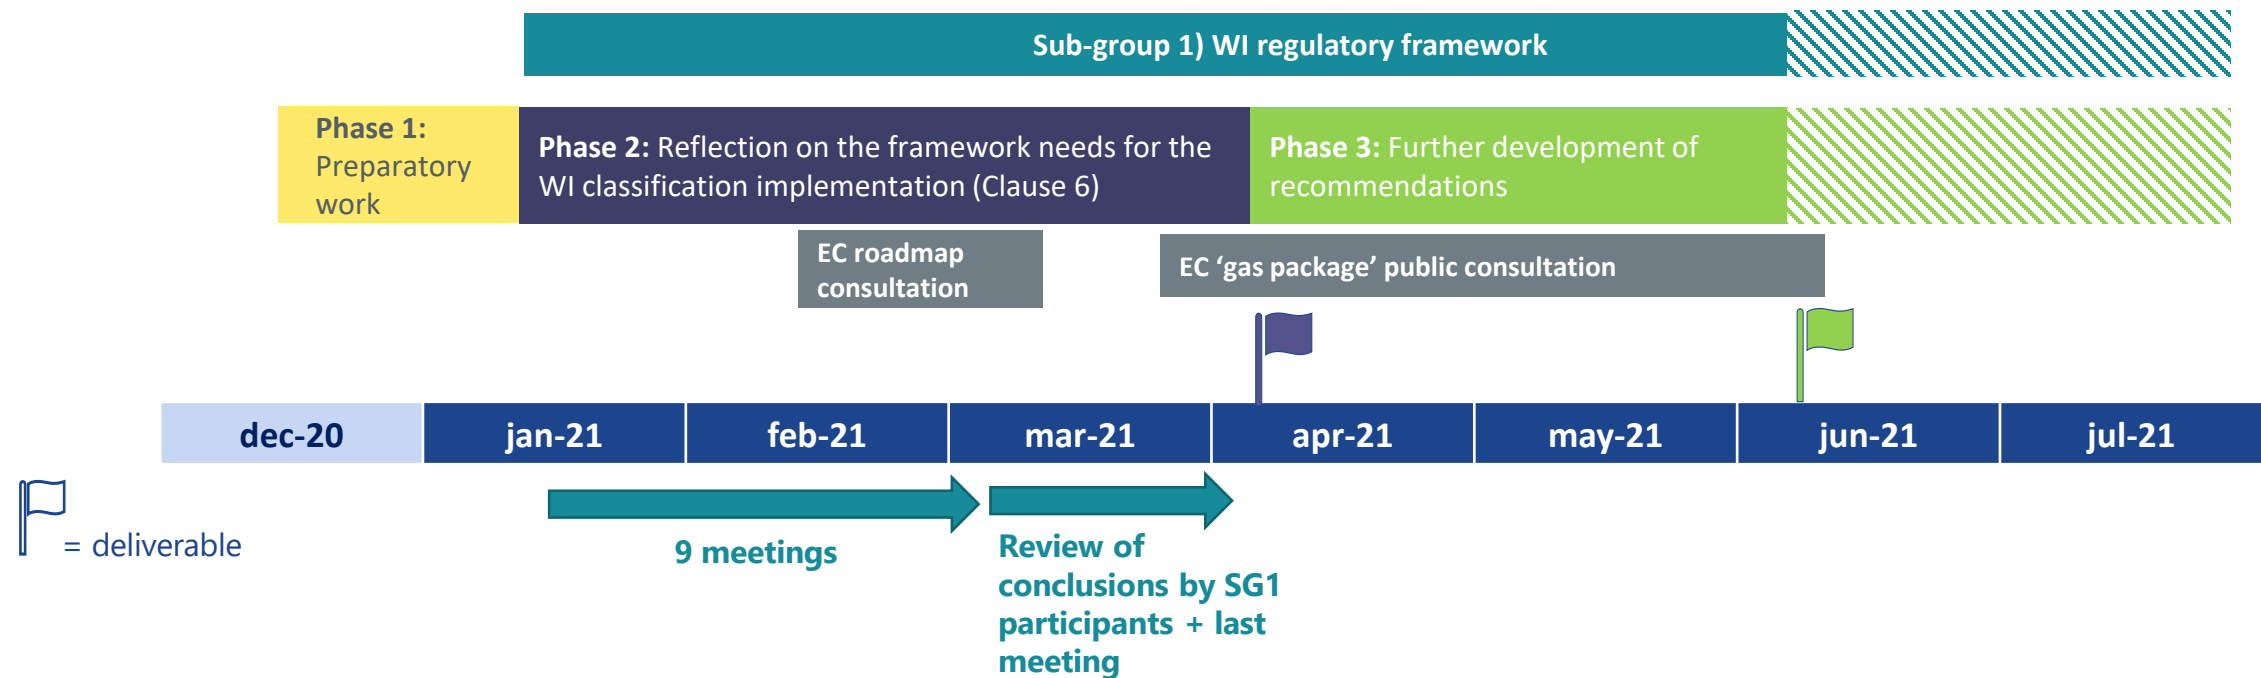 Sub-group 1) WI regulatory framework
Phase 1:
Preparatory
work
Phase 2: Reflection on the framework needs for the
WI classification implementation (Clause 6)
Phase 3: Further development of
recommendations
EC roadmap
consultation
EC ‘gas package’ public consultation
dec-20
jan-21
feb-21
mar-21
apr-21
may-21
jun-21
jul-21
= deliverable
9 meetings
Review of
conclusions by SG1
participants + last
meeting